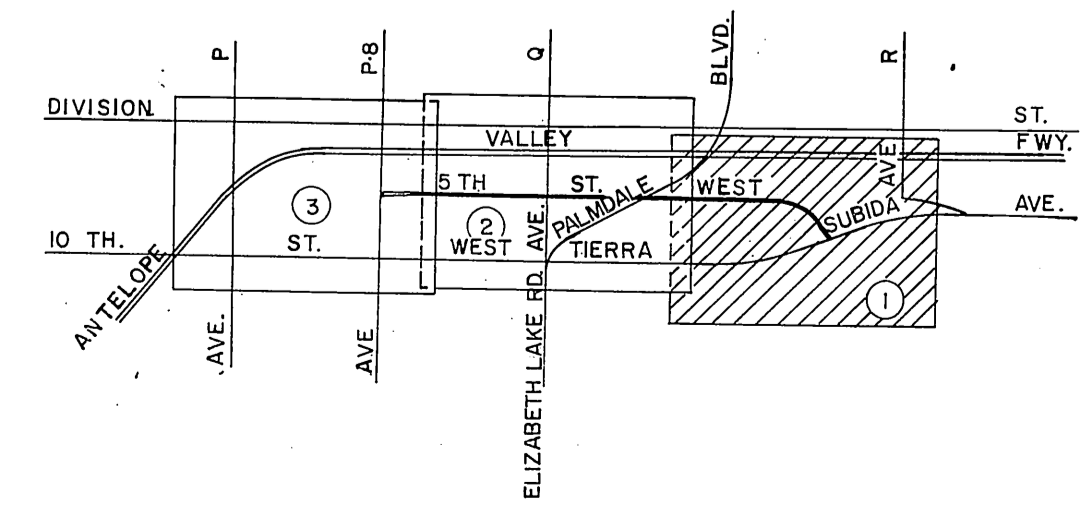 P
P-8
Q
BLVD.
R
DIVISION
ST.
VALLEY
FWY.
AVE
5 TH
ST.
PALMDALE
WEST
3
2
SUBIDA
AVE.
10 TH.
ST.
WEST
AVE.
TIERRA
ANTELOPE
1
AVE.
AVE
ELIZABETH LAKE RD.